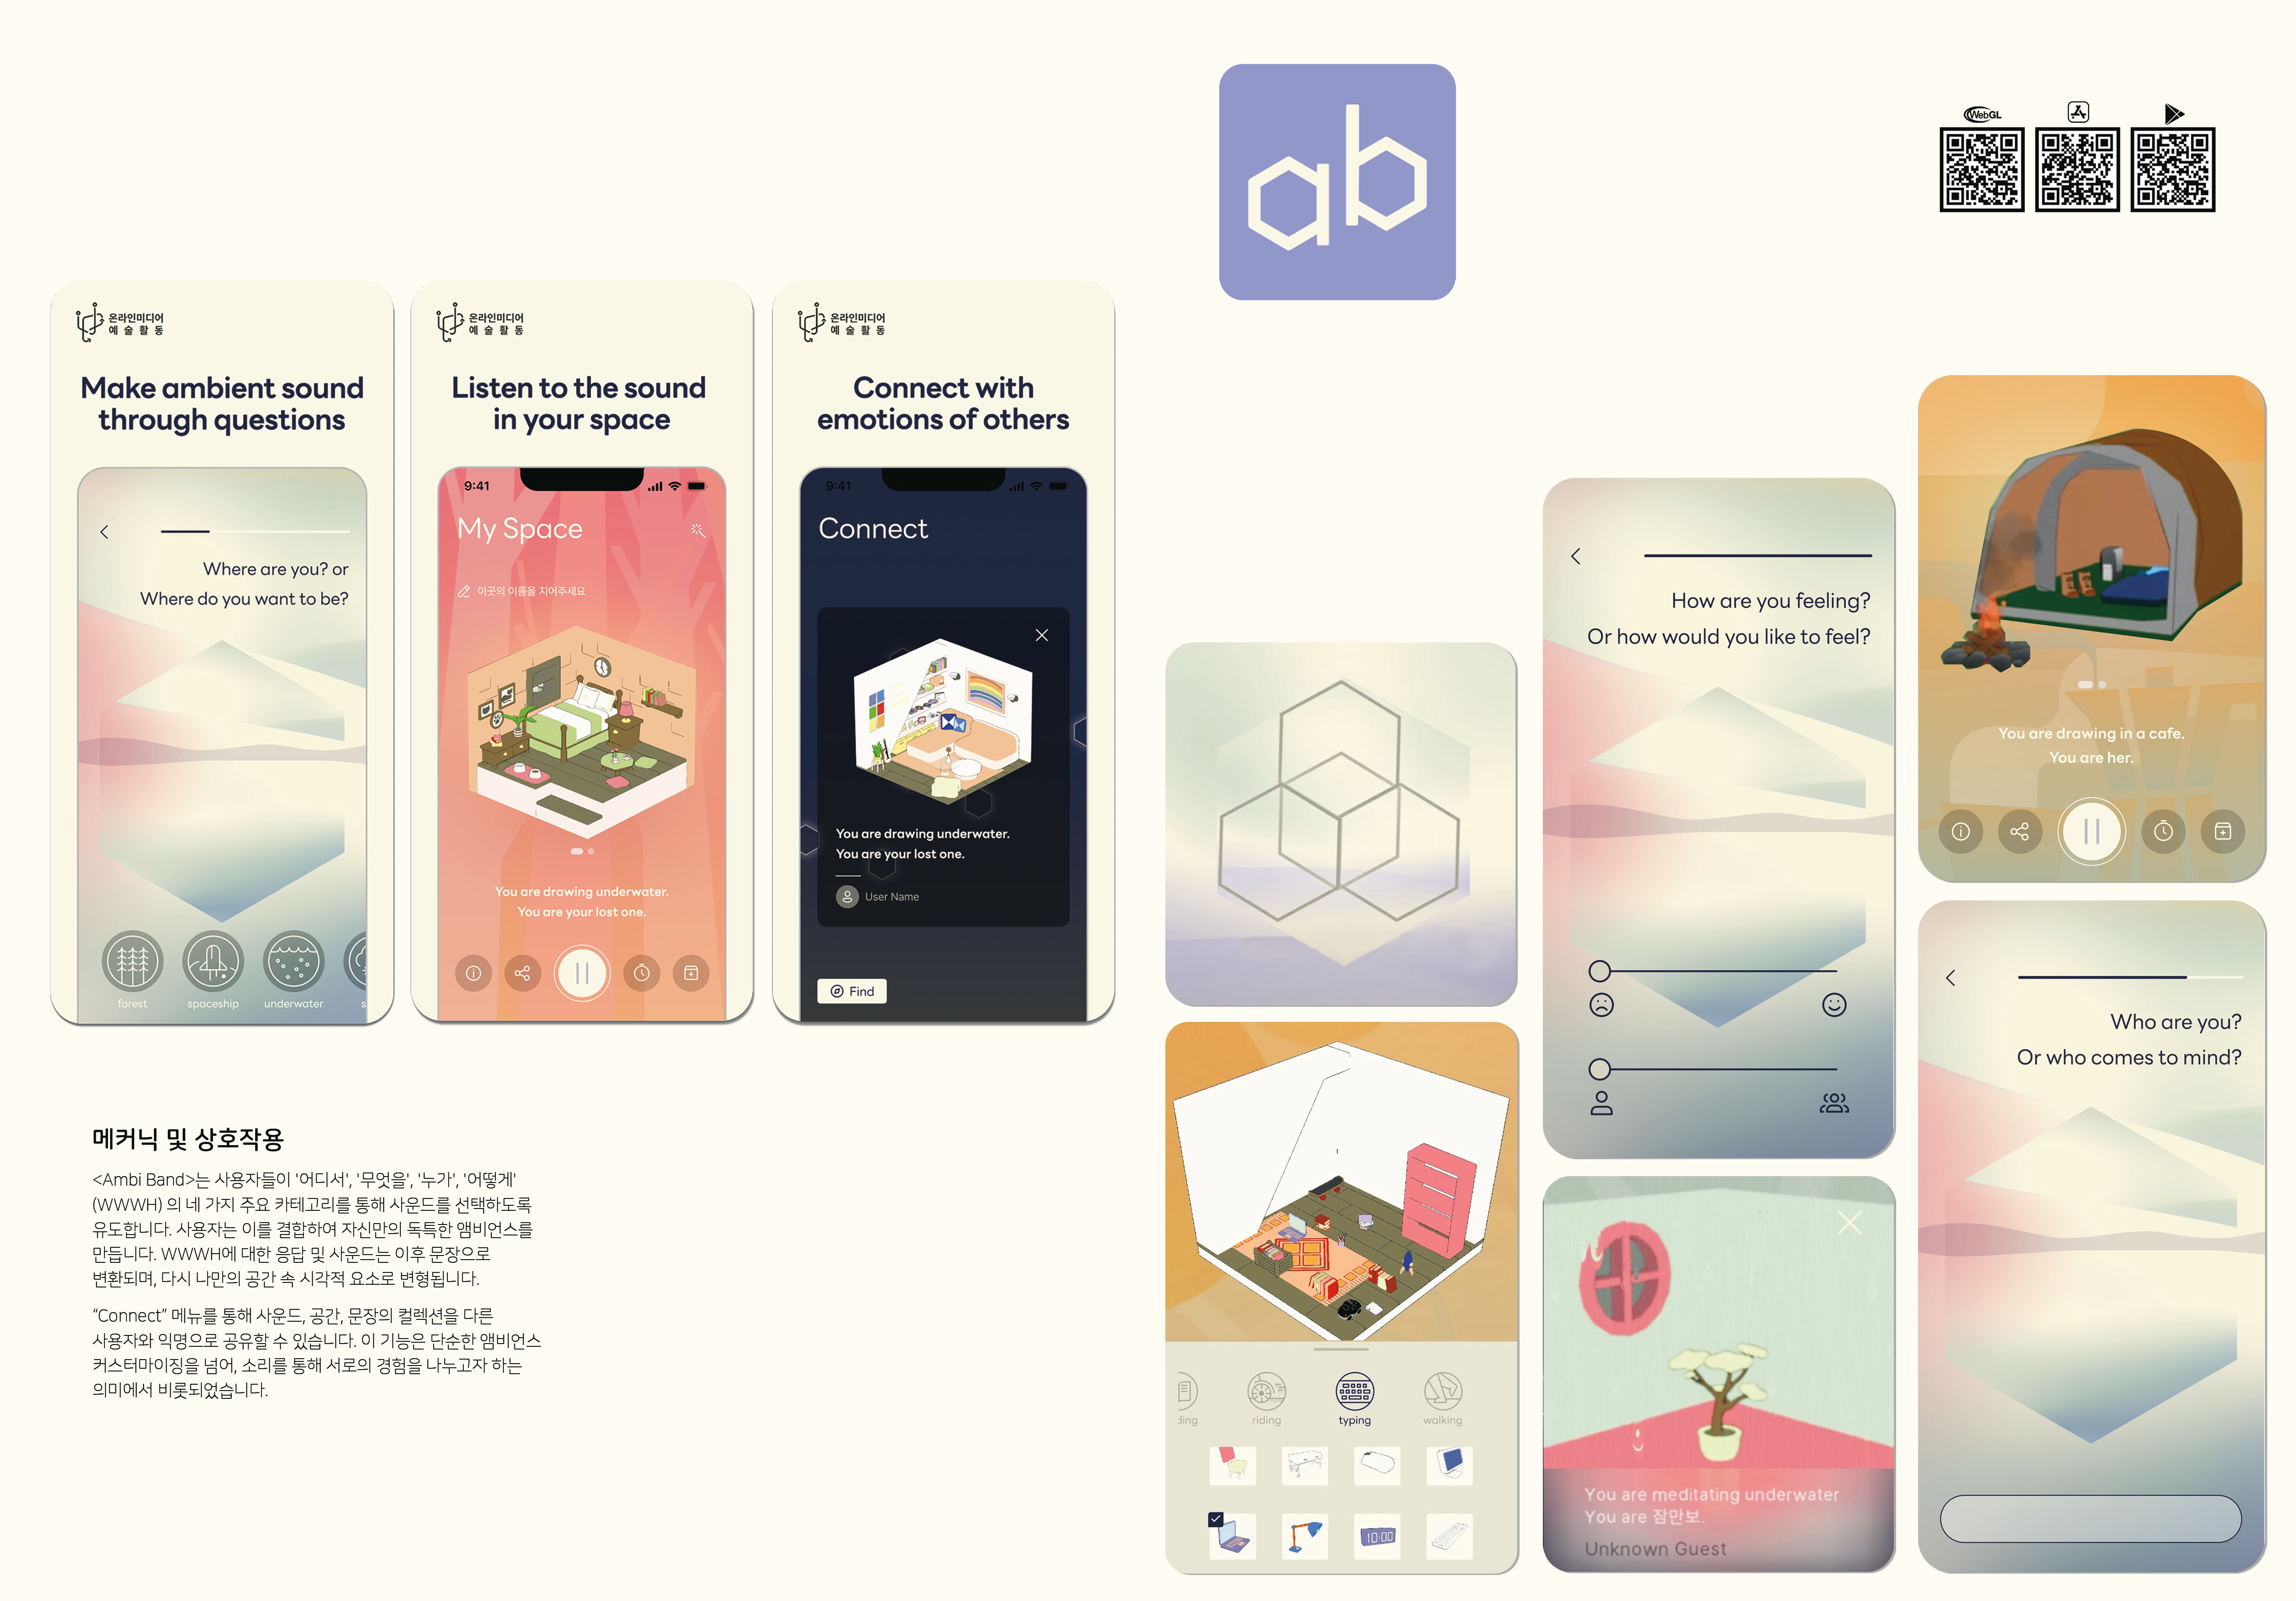 ab
WebGL
온라인미디어
예술활동
Make ambient sound
through questions
Where are you? or
Where do you want to be?
forest
spaceship
underwater
s
온라인미디어
예술활동
Listen to the sound
in your space
9:41
My Space
이곳의 이름을 지어주세요
You are drawing underwater.
You are your lost one.
온라인미디어
예술활동
Connect with
emotions of others
9:41
Connect
You are drawing underwater.
You are your lost one.
User Name
Find
메커닉 및 상호작용
<Ambi Band>는 사용자들이 '어디서', '무엇을', '누가', '어떻게'
(WWWH) 의 네 가지 주요 카테고리를 통해 사운드를 선택하도록
유도합니다. 사용자는 이를 결합하여 자신만의 독특한 앰비언스를
만듭니다. WWWH에 대한 응답 및 사운드는 이후 문장으로
변환되며, 다시 나만의 공간 속 시각적 요소로 변형됩니다.
“Connect” 메뉴를 통해 사운드, 공간, 문장의 컬렉션을 다른
사용자와 익명으로 공유할 수 있습니다. 이 기능은 단순한 앰비언스
커스터마이징을 넘어, 소리를 통해 서로의 경험을 나누고자 하는
의미에서 비롯되었습니다.
ding
riding
typing
walking
10:00
How are you feeling?
Or how would you like to feel?
You are meditating underwater
You are 잠만보.
Unknown Guest
You are drawing in a cafe.
You are her.
Who are you?
Or who comes to mind?